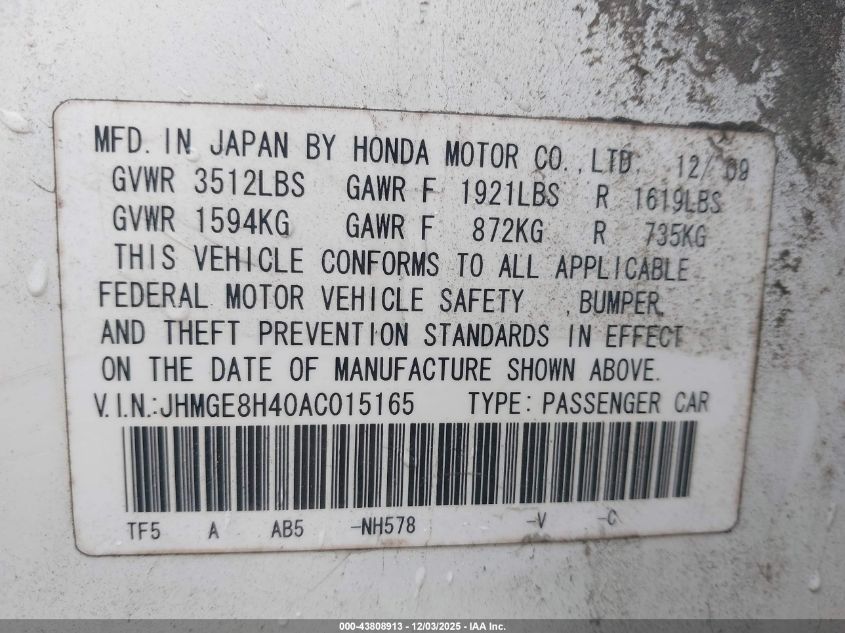 MFD. IN JAPAN BY HONDA MOTOR CO.,LTD. 12/09
GVWR 3512LBS GAWR F 1921LBS R 1619LBS
GVWR 1594KG GAWR F 872KG R 735KG
THIS VEHICLE CONFORMS TO ALL APPLICABLE
FEDERAL MOTOR VEHICLE SAFETY ,BUMPER,
AND THEFT PREVENTION STANDARDS IN EFFECT
ON THE DATE OF MANUFACTURE SHOWN ABOVE.
V.I.N.:JHMGE8H40AC015165 TYPE: PASSENGER CAR
TF5 A AB5 -NH578 -V -C
000-43808913 - 12/03/2025 - IAA Inc.